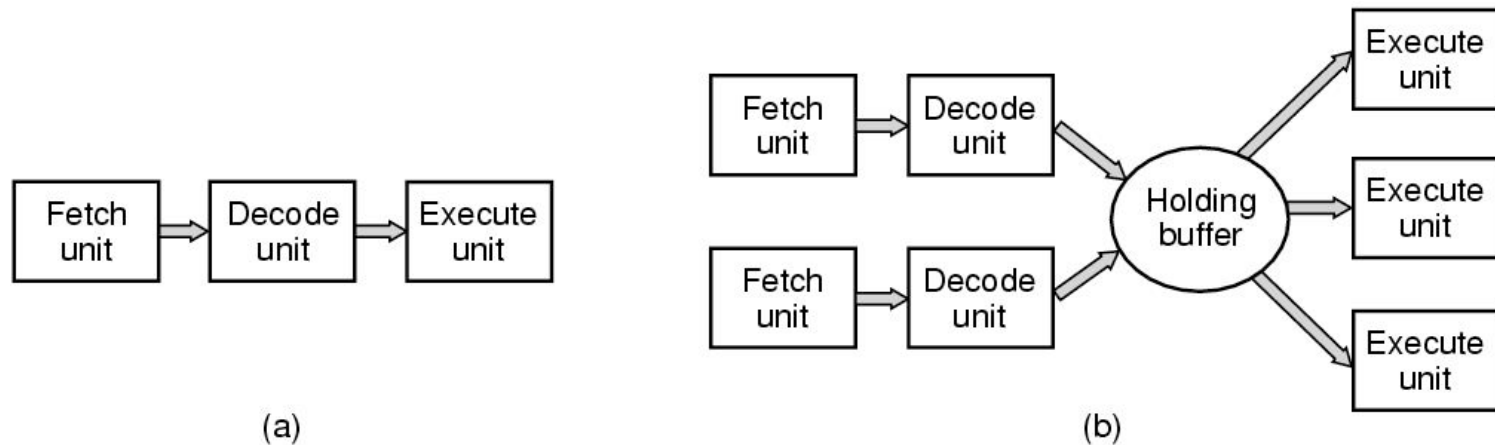 Fetch
unit
Decode
unit
Execute
unit
(a)
Fetch
unit
Decode
unit
Fetch
unit
Decode
unit
Holding
buffer
Execute
unit
Execute
unit
Execute
unit
(b)